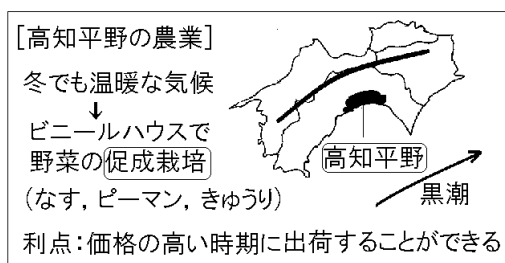 [高知平野の農業]
冬でも温暖な気候
↓
ビニールハウスで
野菜の促成栽培
(なす，ピーマン，きゅうり)
高知平野
黒潮
利点：価格の高い時期に出荷することができる